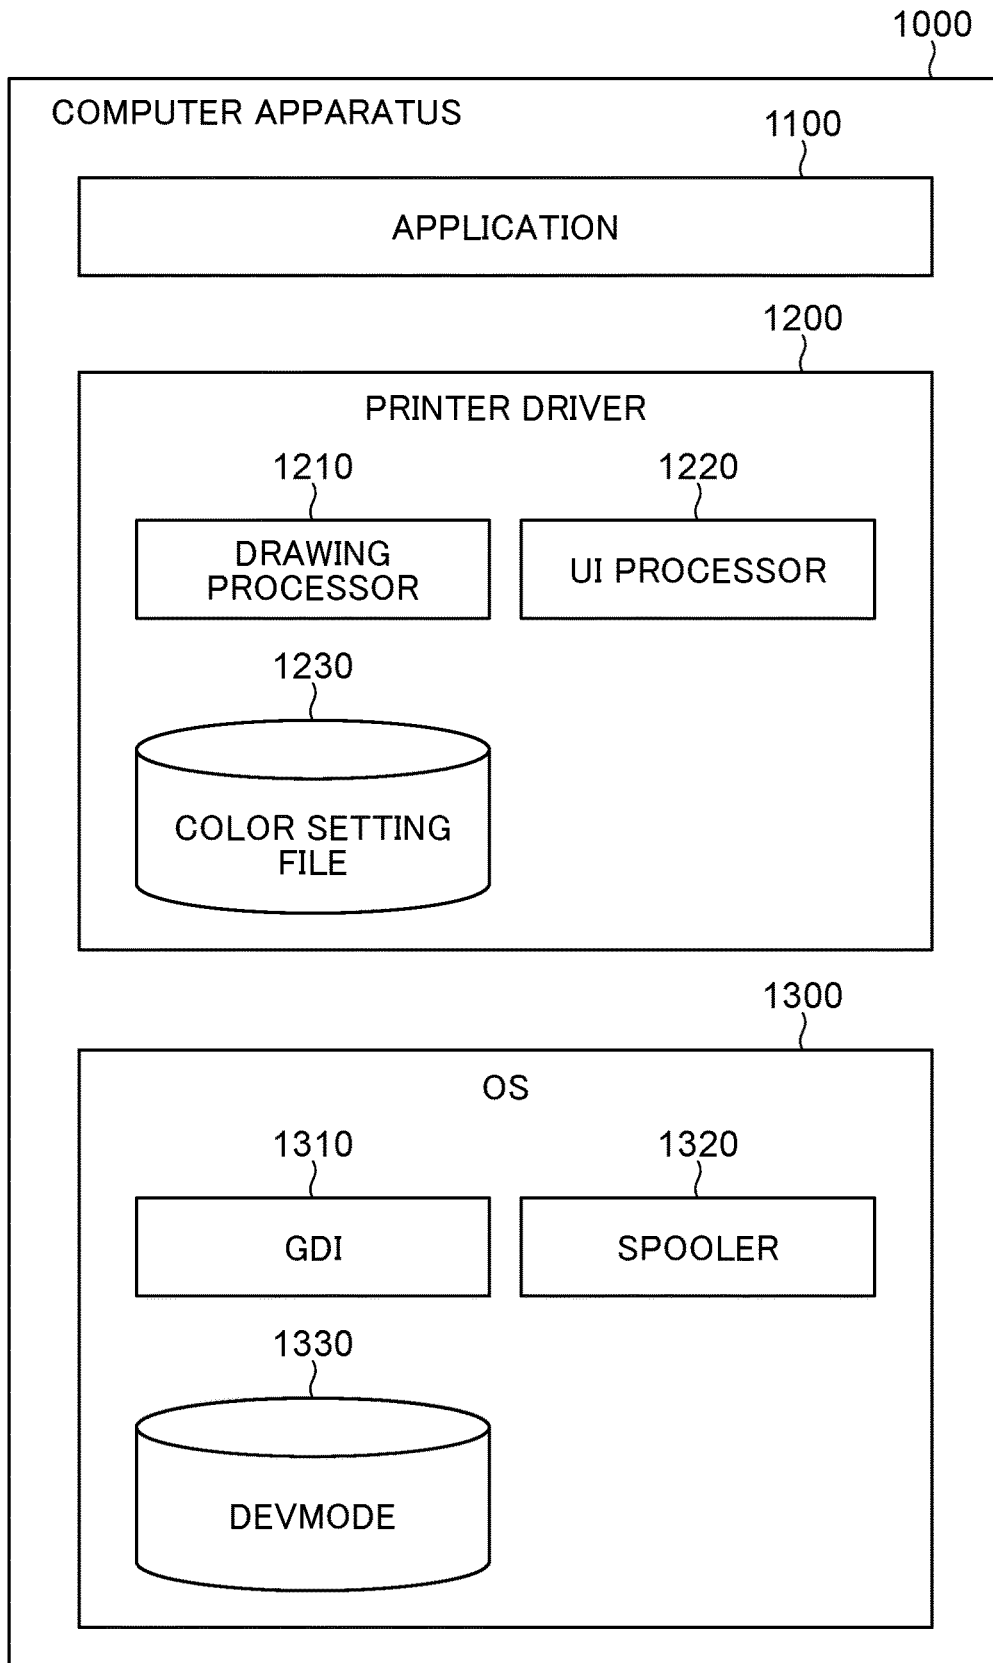 1000
COMPUTER APPARATUS
1100
APPLICATION
1200
PRINTER DRIVER
1210
1220
DRAWING
PROCESSOR
UI PROCESSOR
1230
COLOR SETTING
FILE
1300
OS
1310
1320
GDI
SPOOLER
1330
DEVMODE